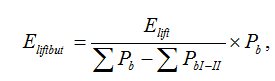 E_liftbut = E_lift / (∑ P_b − ∑ P_bI−II) × P_b ,